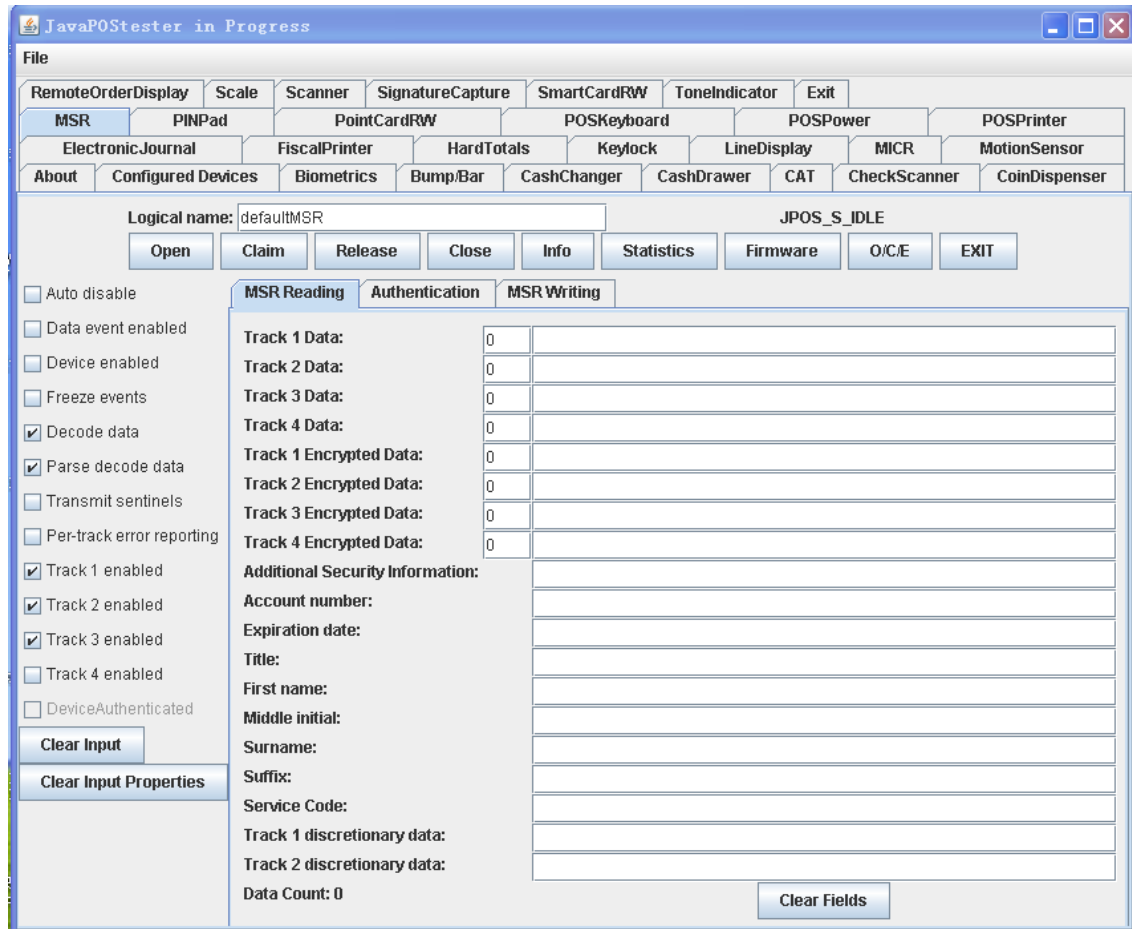 JavaPOStester in Progress
File
RemoteOrderDisplay Scale Scanner SignatureCapture SmartCardRW ToneIndicator Exit
MSR PINPad PointCardRW POSKeyboard POSPower POSPrinter
ElectronicJournal FiscalPrinter HardTotals Keylock LineDisplay MICR MotionSensor
About Configured Devices Biometrics Bump/Bar CashChanger CashDrawer CAT CheckScanner CoinDispenser
Logical name: defaultMSR JPOS_S_IDLE
Open Claim Release Close Info Statistics Firmware O/C/E EXIT
Auto disable
Data event enabled
Device enabled
Freeze events
Decode data
Parse decode data
Transmit sentinels
Per-track error reporting
Track 1 enabled
Track 2 enabled
Track 3 enabled
Track 4 enabled
DeviceAuthenticated
Clear Input
Clear Input Properties
MSR Reading Authentication MSR Writing
Track 1 Data: 0
Track 2 Data: 0
Track 3 Data: 0
Track 4 Data: 0
Track 1 Encrypted Data: 0
Track 2 Encrypted Data: 0
Track 3 Encrypted Data: 0
Track 4 Encrypted Data: 0
Additional Security Information:
Account number:
Expiration date:
Title:
First name:
Middle initial:
Surname:
Suffix:
Service Code:
Track 1 discretionary data:
Track 2 discretionary data:
Data Count: 0 Clear Fields